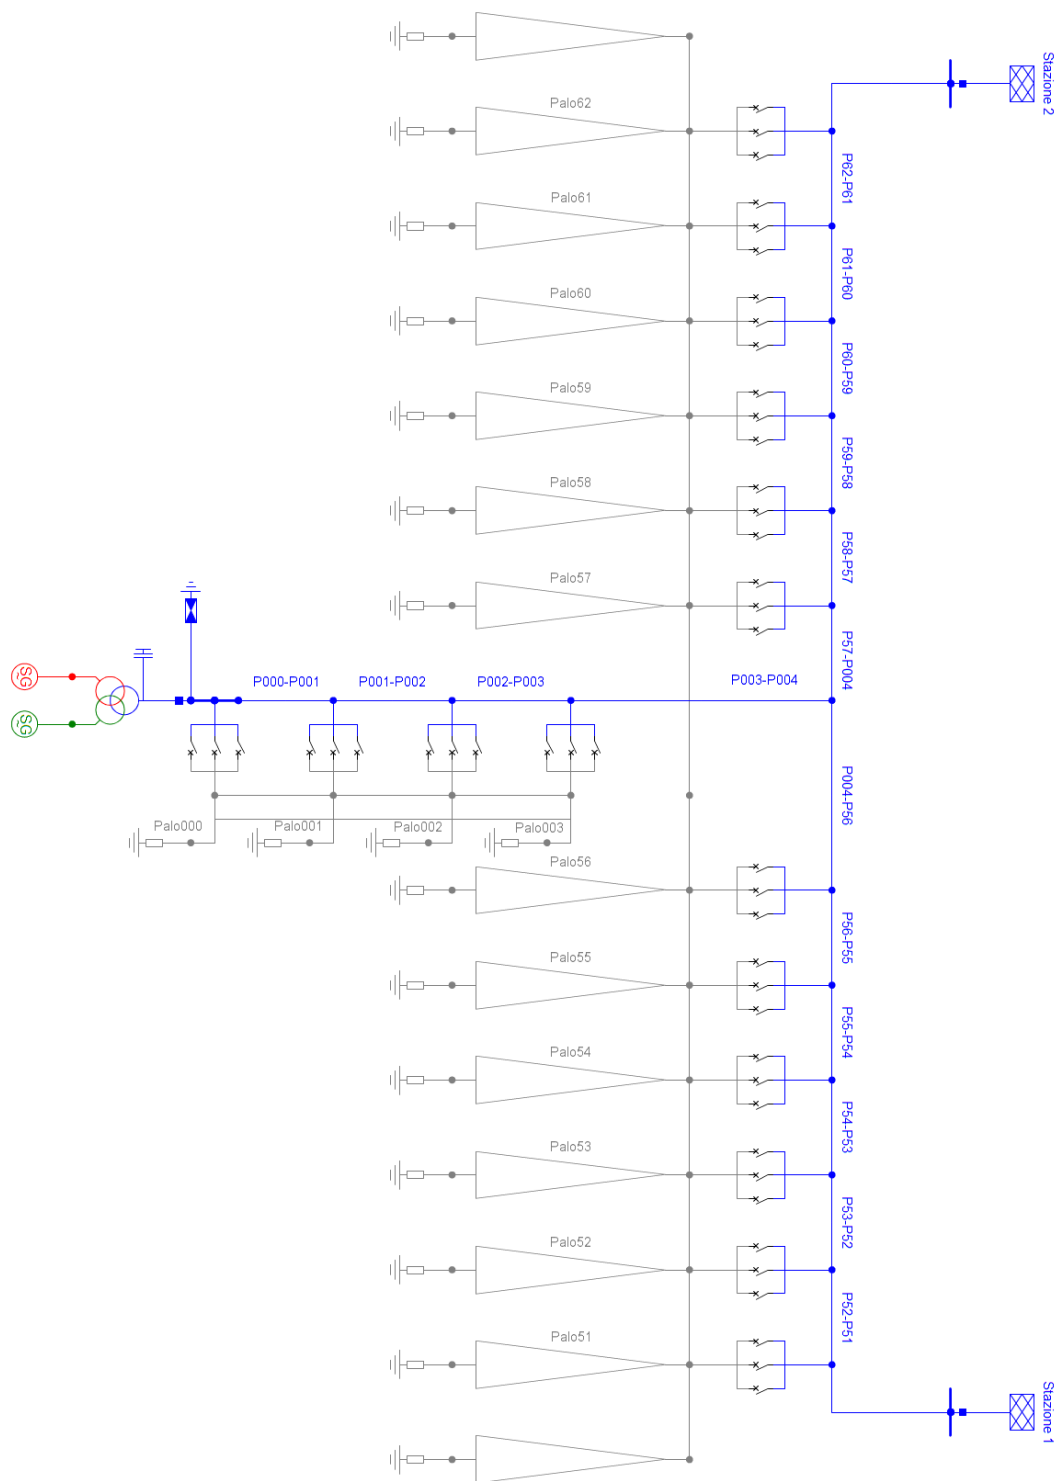 Stazione 2
Palo62
P62-P61
Palo61
P61-P60
Palo60
P60-P59
Palo59
P59-P58
Palo58
P58-P57
Palo57
P57-P004
SG
~
SG
~
P000-P001
P001-P002
P002-P003
P003-P004
P004-P56
Palo000
Palo001
Palo002
Palo003
Palo56
P56-P55
Palo55
P55-P54
Palo54
P54-P53
Palo53
P53-P52
Palo52
P52-P51
Palo51
Stazione 1